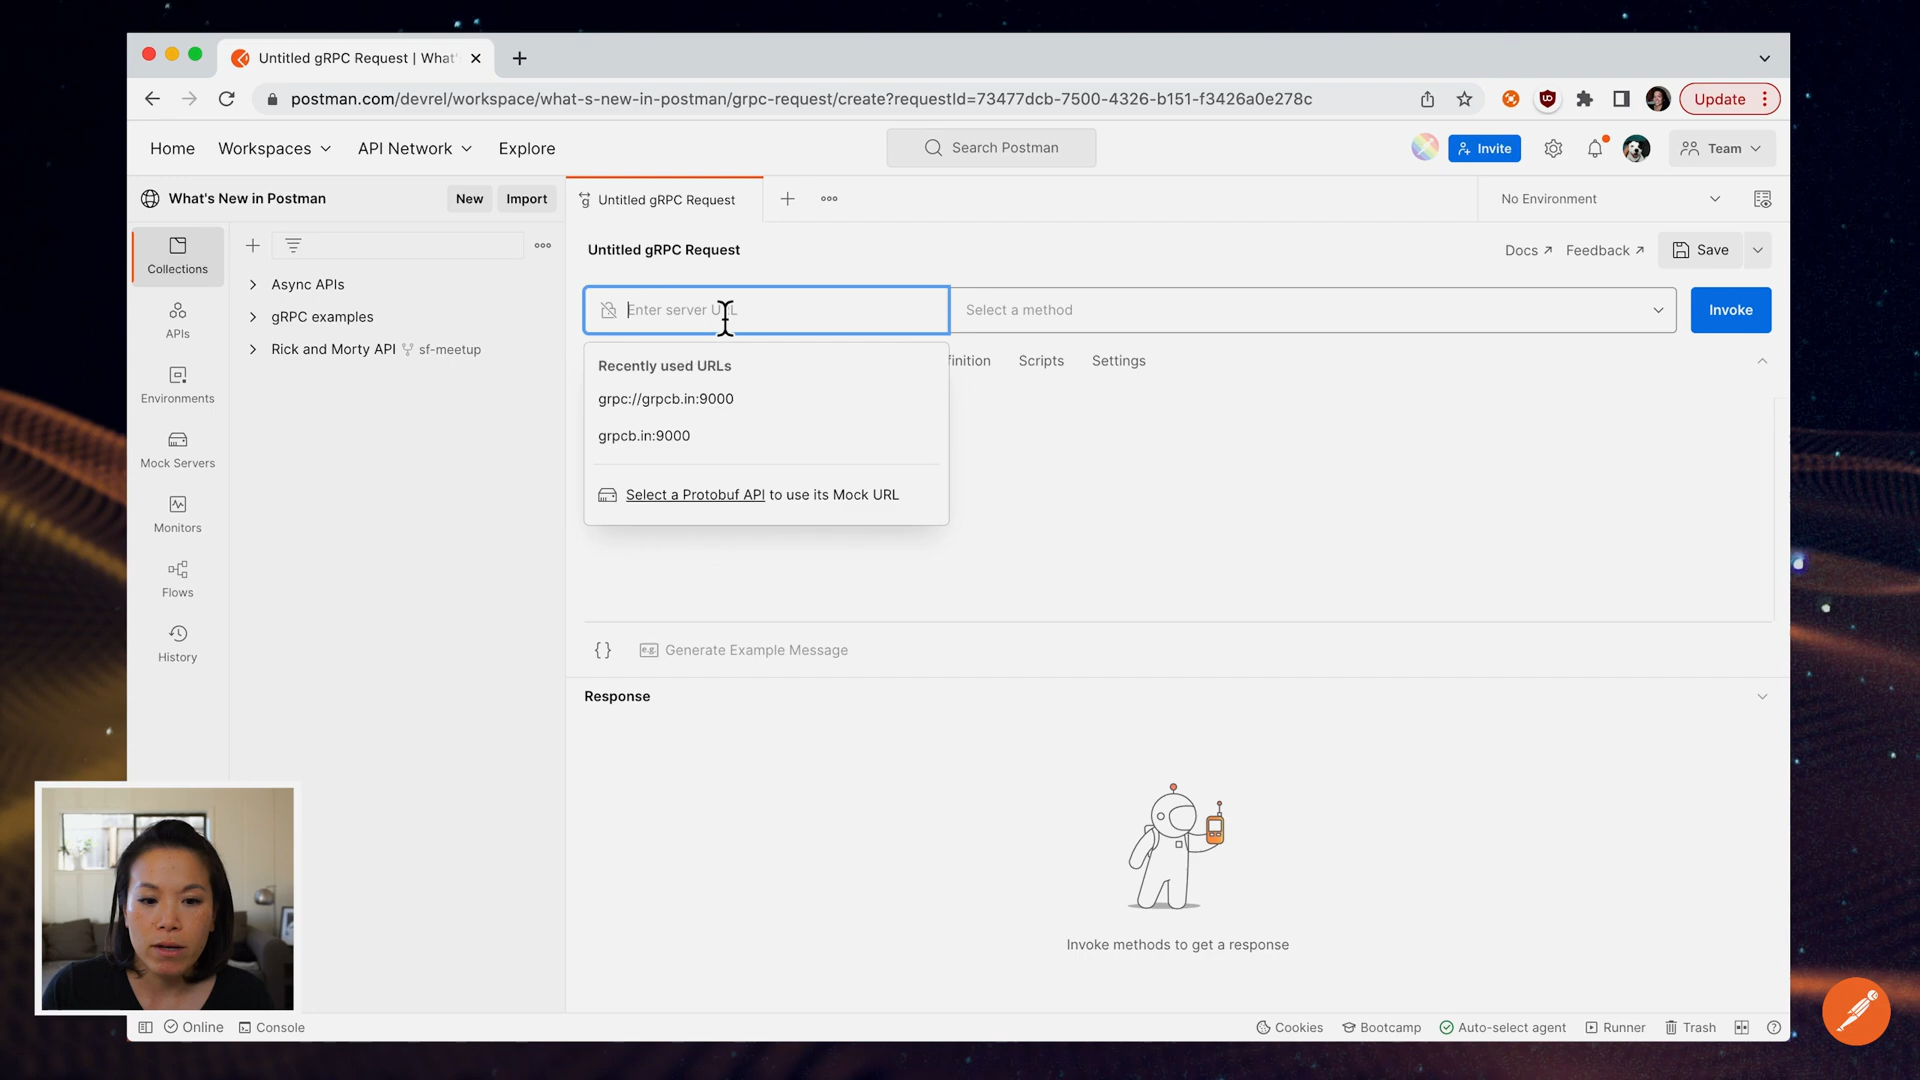 Untitled gRPC Request | What'
postman.com/devrel/workspace/what-s-new-in-postman/grpc-request/create?requestId=73477dcb-7500-4326-b151-f3426a0e278c
Update
Home Workspaces API Network Explore
Search Postman
Invite
Team
What's New in Postman
New
Import
Untitled gRPC Request
No Environment
Collections
Async APIs
gRPC examples
Rick and Morty API sf-meetup
APIs
Environments
Mock Servers
Monitors
Flows
History
Untitled gRPC Request
Docs Feedback Save
Enter server URL
Select a method
Invoke
inition Scripts Settings
Recently used URLs
grpc://grpcb.in:9000
grpcb.in:9000
Select a Protobuf API to use its Mock URL
{} e.g. Generate Example Message
Response
Invoke methods to get a response
Online Console
Cookies Bootcamp Auto-select agent Runner Trash